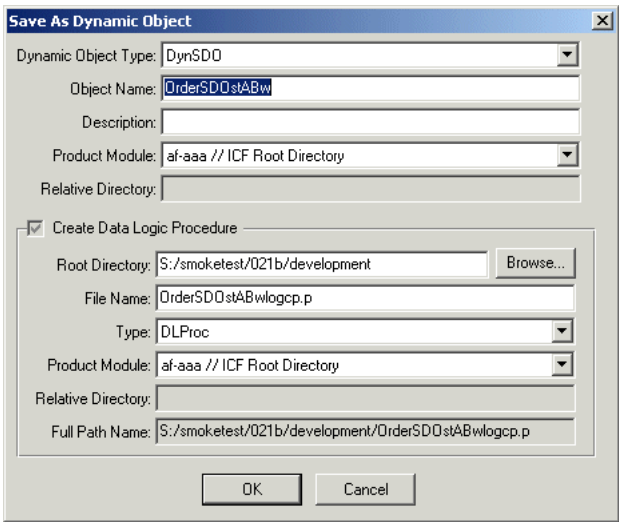 Save As Dynamic Object
Dynamic Object Type: DynSDO
Object Name: OrderSDOstABw
Description:
Product Module: af-aaa // ICF Root Directory
Relative Directory:
Create Data Logic Procedure
Root Directory: S:/smoketest/021b/development Browse...
File Name: OrderSDOstABwlogcp.p
Type: DLProc
Product Module: af-aaa // ICF Root Directory
Relative Directory:
Full Path Name: S:/smoketest/021b/development/OrderSDOstABwlogcp.p
OK Cancel